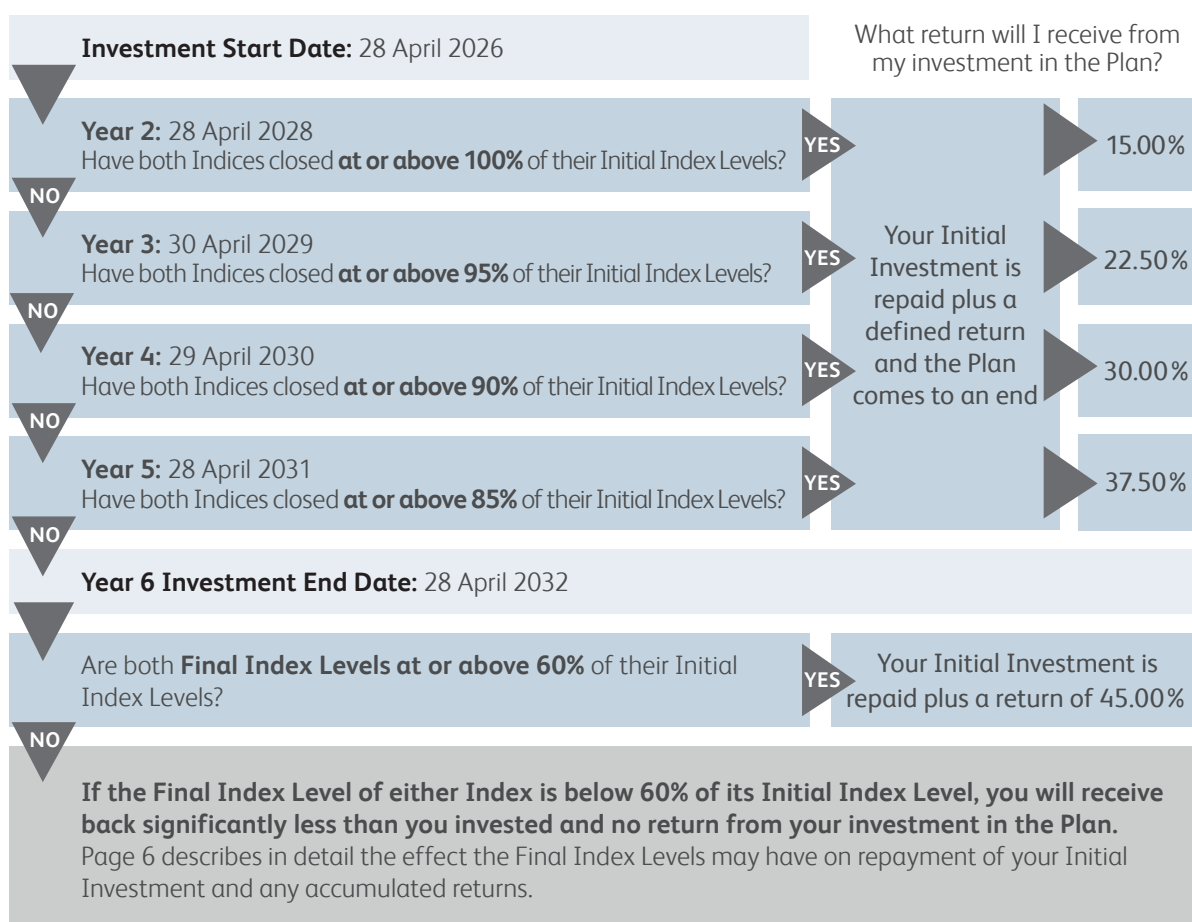 Investment Start Date: 28 April 2026
What return will I receive from
my investment in the Plan?
Year 2: 28 April 2028
Have both Indices closed at or above 100% of their Initial Index Levels?
YES
15.00%
NO
Year 3: 30 April 2029
Have both Indices closed at or above 95% of their Initial Index Levels?
YES
22.50%
NO
Year 4: 29 April 2030
Have both Indices closed at or above 90% of their Initial Index Levels?
YES
30.00%
NO
Year 5: 28 April 2031
Have both Indices closed at or above 85% of their Initial Index Levels?
YES
37.50%
Your Initial
Investment is
repaid plus a
defined return
and the Plan
comes to an end
NO
Year 6 Investment End Date: 28 April 2032
Are both Final Index Levels at or above 60% of their Initial
Index Levels?
YES
Your Initial Investment is
repaid plus a return of 45.00%
NO
If the Final Index Level of either Index is below 60% of its Initial Index Level, you will receive
back significantly less than you invested and no return from your investment in the Plan.
Page 6 describes in detail the effect the Final Index Levels may have on repayment of your Initial
Investment and any accumulated returns.